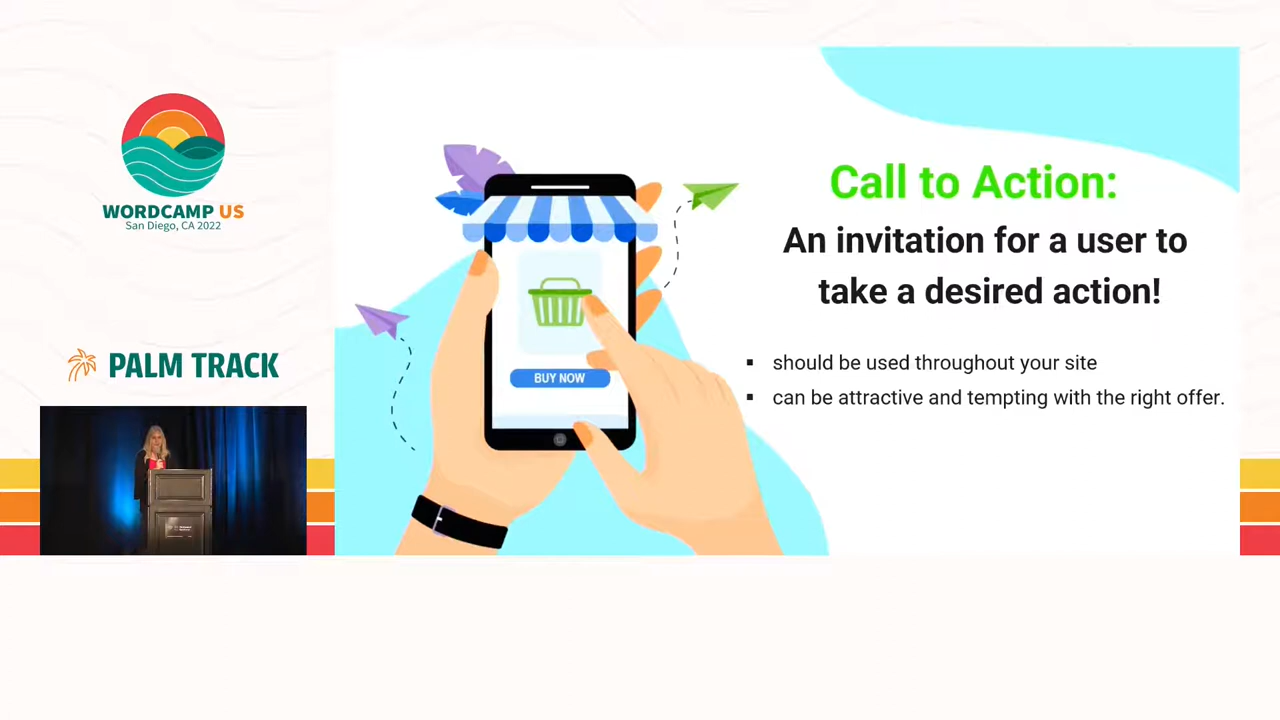 WORDCAMP US
San Diego, CA 2022
PALM TRACK
BUY NOW
Call to Action:
An invitation for a user to
take a desired action!
▪ should be used throughout your site
▪ can be attractive and tempting with the right offer.